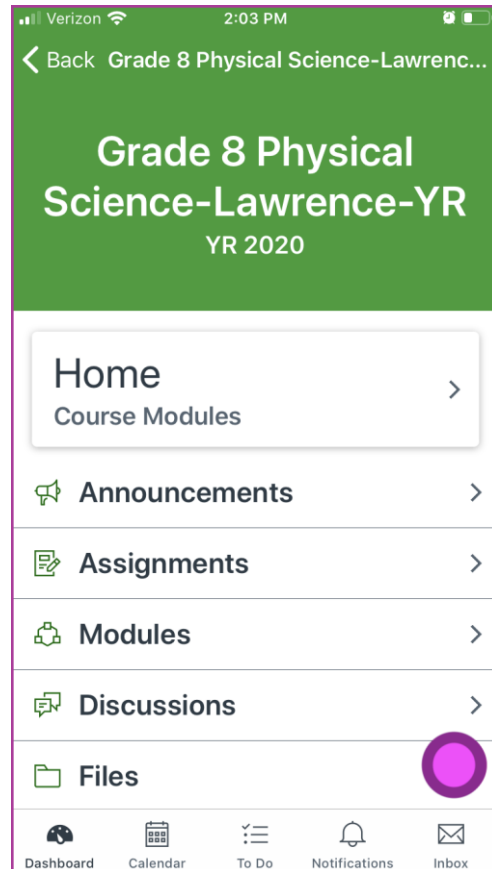 Verizon 2:03 PM
Back Grade 8 Physical Science-Lawrenc...
Grade 8 Physical
Science-Lawrence-YR
YR 2020
Home
Course Modules
Announcements
Assignments
Modules
Discussions
Files
Dashboard Calendar To Do Notifications Inbox